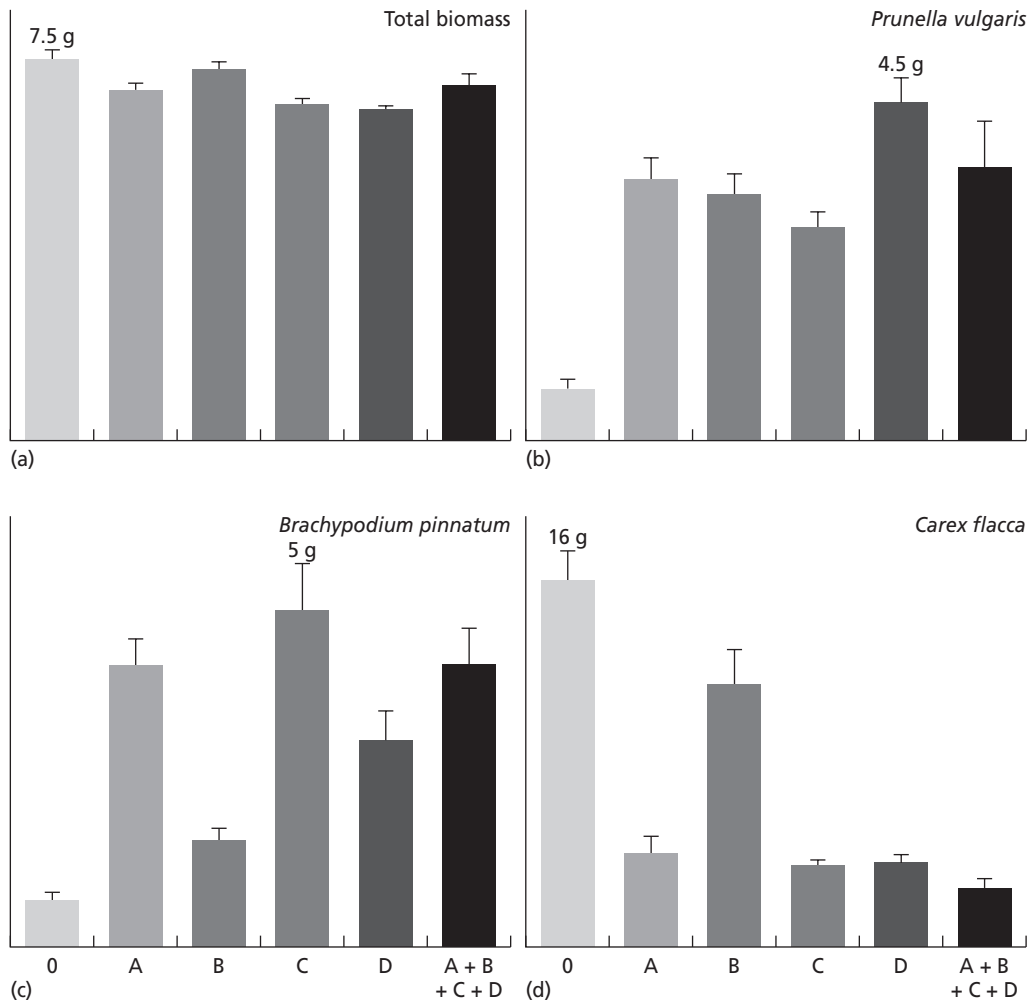 Total biomass
7.5 g
(a)
Prunella vulgaris
4.5 g
(b)
Brachypodium pinnatum
5 g
0 A B C D A + B
+ C + D
(c)
Carex flacca
16 g
0 A B C D A + B
+ C + D
(d)